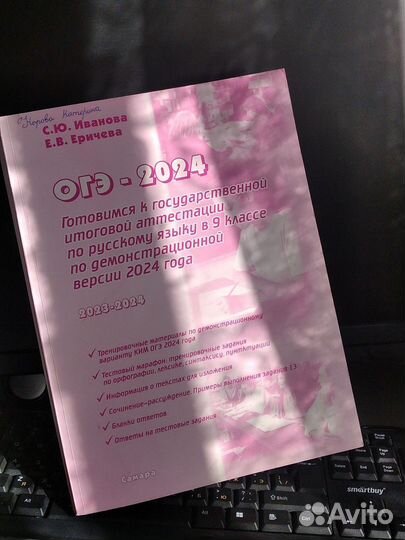 Катерина
С.Ю. Иванова
Е.В. Еричева
ОГЭ - 2024
Готовимся к государственной
итоговой аттестации
по русскому языку в 9 классе
по демонстрационной
версии 2024 года
2023-2024
✓ Тренировочные материалы по демонстрационному
варианту КИМ ОГЭ 2024 года
✓ Тестовый марафон: тренировочные задания
по орфографии, лексике, синтаксису, пунктуации
✓ Информация о текстах для изложения
✓ Сочинение-рассуждение. Примеры выполнения задания 13
✓ Бланки ответов
✓ Ответы на тестовые задания
Самара
smartbuy
Avito